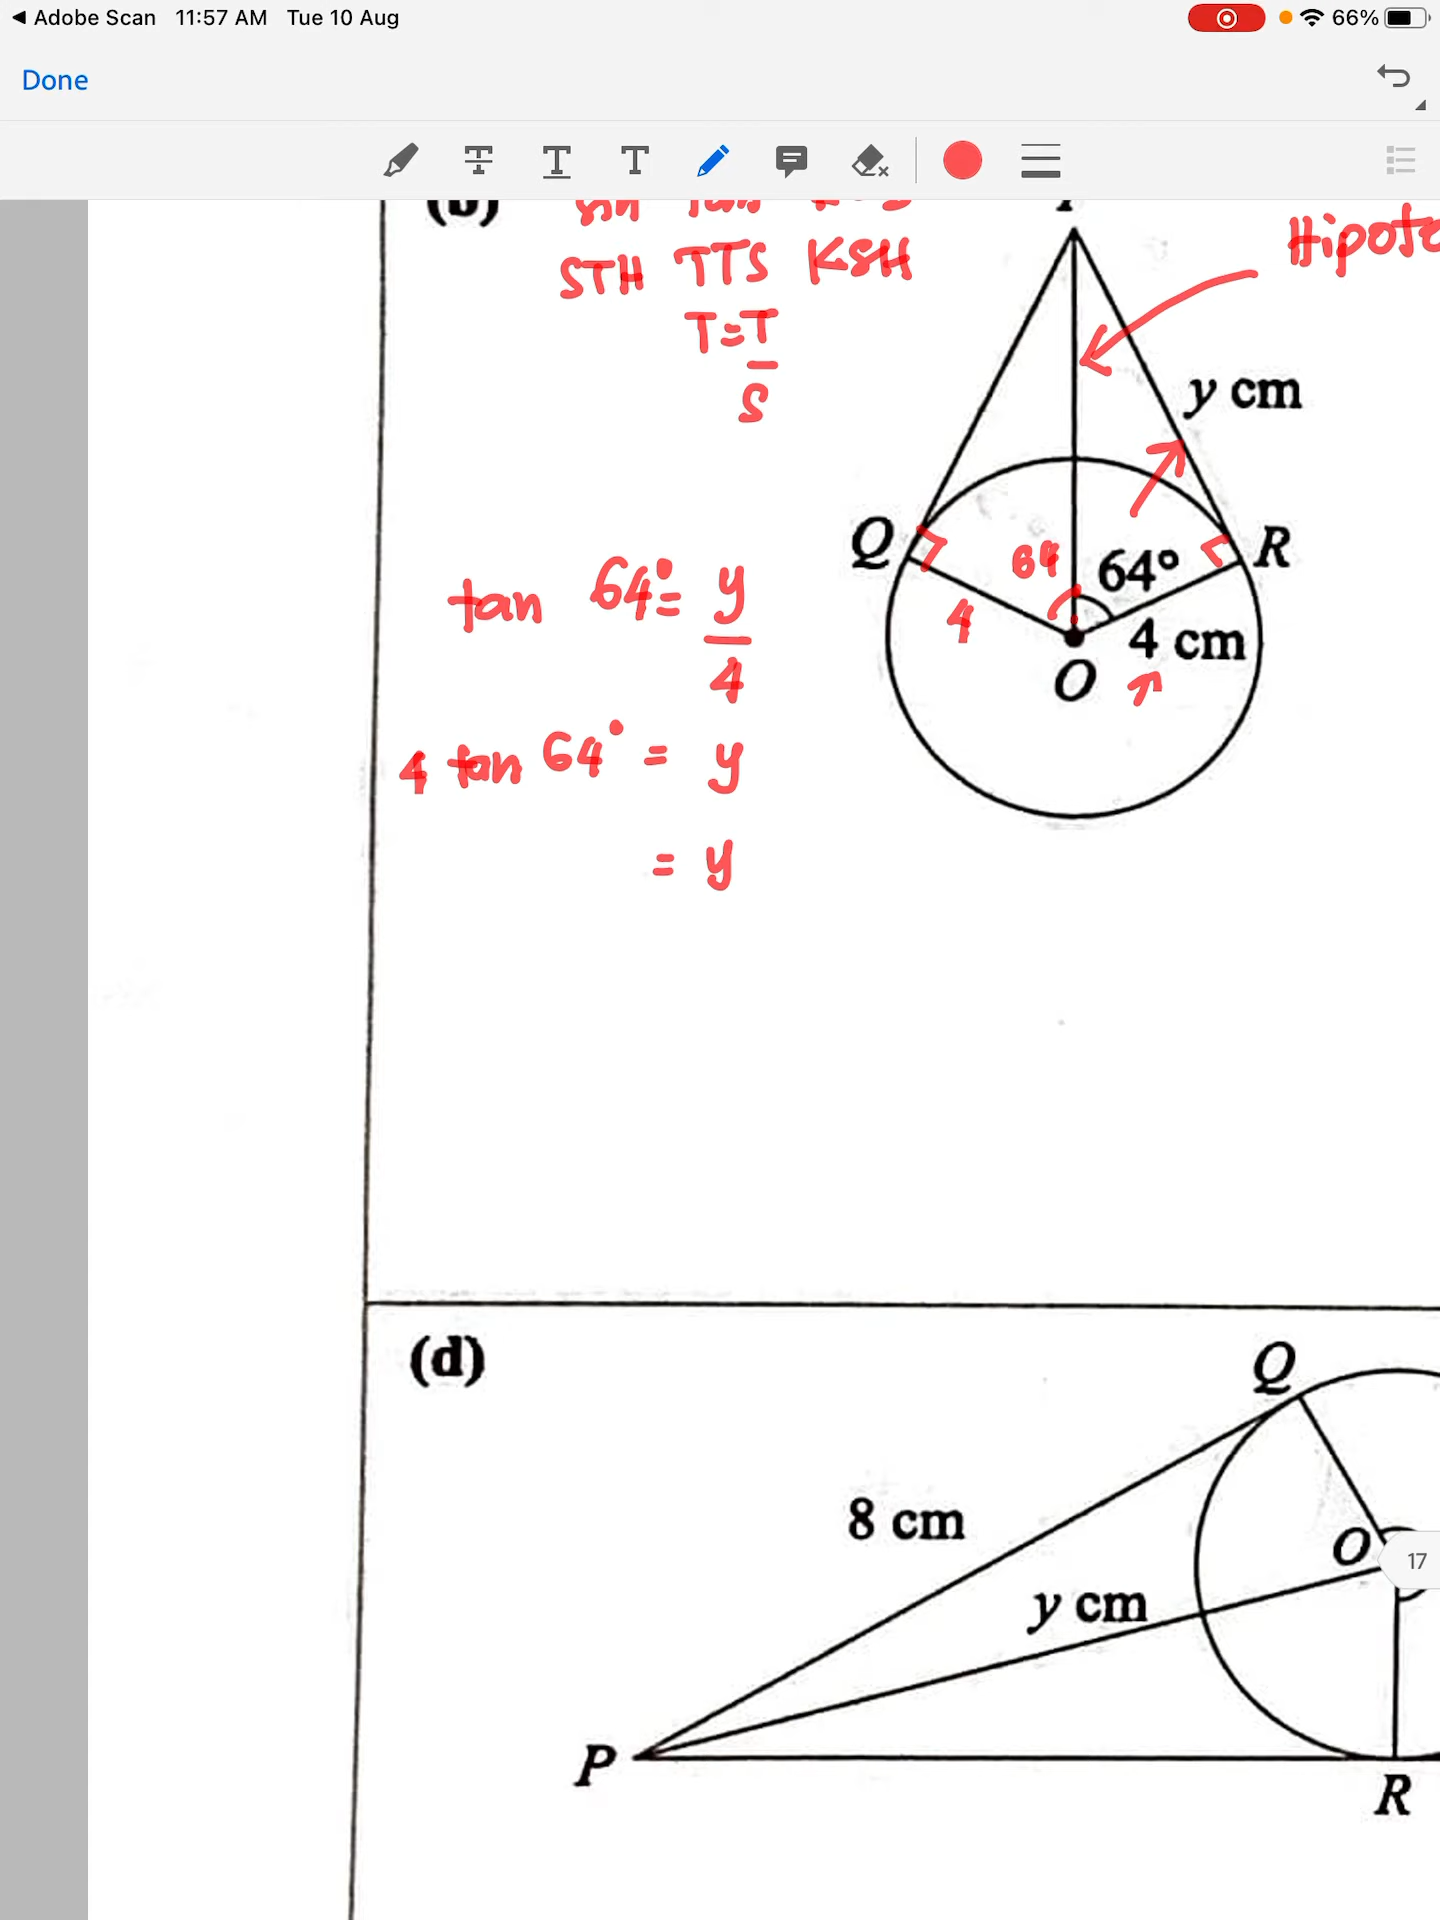 Adobe Scan 11:57 AM Tue 10 Aug 66%
Done
T T T
(b)
STH TTS KSH
T=T
S
y cm
Q
R
64
64°
4
4 cm
O
tan 64° = y
4
4 tan 64° = y
= y
(d)
Q
8 cm
O
17
y cm
P
R